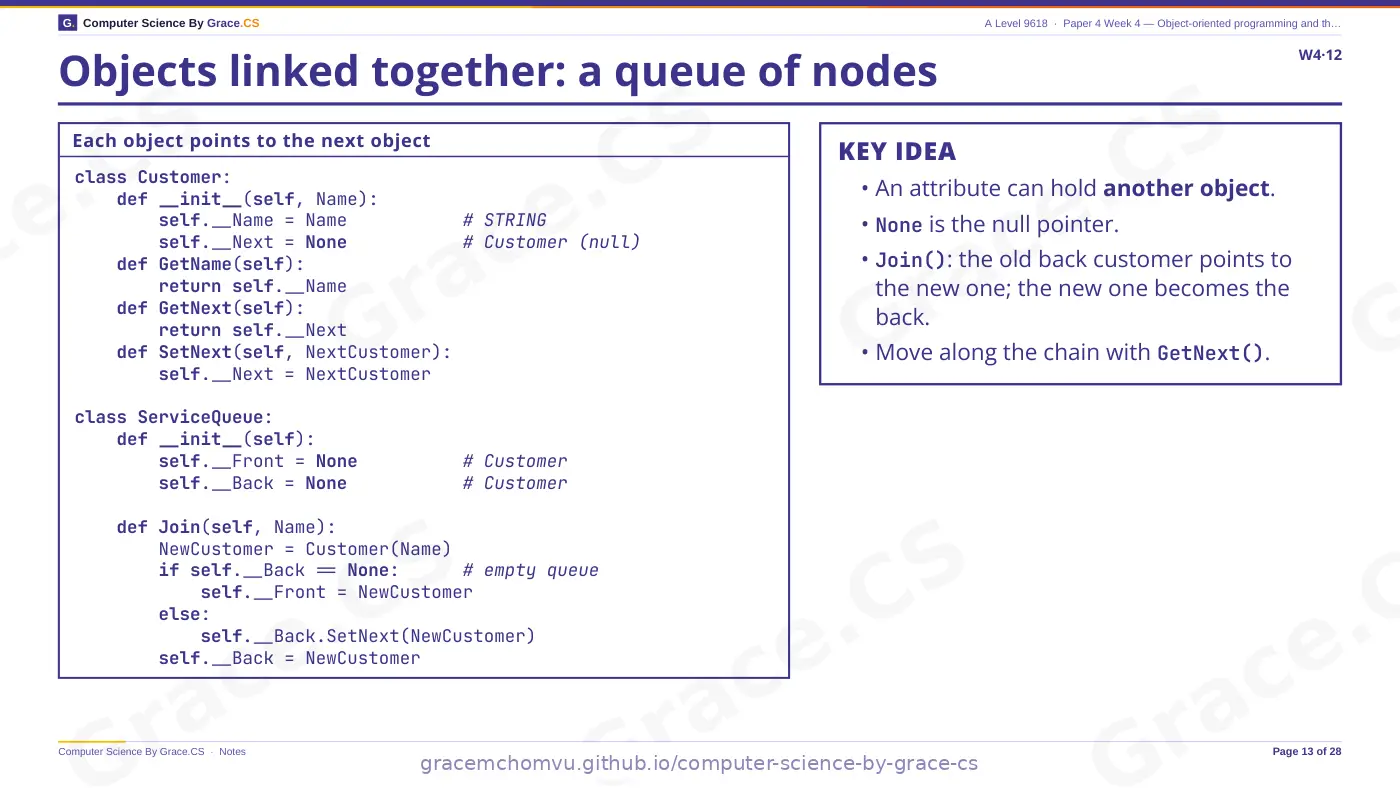 G. Computer Science By Grace.CS
A Level 9618 · Paper 4 Week 4 — Object-oriented programming and th…
Objects linked together: a queue of nodes
W4·12
Each object points to the next object
class Customer:
    def __init__(self, Name):
        self.__Name = Name           # STRING
        self.__Next = None           # Customer (null)
    def GetName(self):
        return self.__Name
    def GetNext(self):
        return self.__Next
    def SetNext(self, NextCustomer):
        self.__Next = NextCustomer

class ServiceQueue:
    def __init__(self):
        self.__Front = None          # Customer
        self.__Back = None           # Customer

    def Join(self, Name):
        NewCustomer = Customer(Name)
        if self.__Back == None:      # empty queue
            self.__Front = NewCustomer
        else:
            self.__Back.SetNext(NewCustomer)
        self.__Back = NewCustomer
KEY IDEA
• An attribute can hold another object.
• None is the null pointer.
• Join(): the old back customer points to
the new one; the new one becomes the
back.
• Move along the chain with GetNext().
Computer Science By Grace.CS · Notes
Page 13 of 28
gracemchomvu.github.io/computer-science-by-grace-cs
Grace.CS